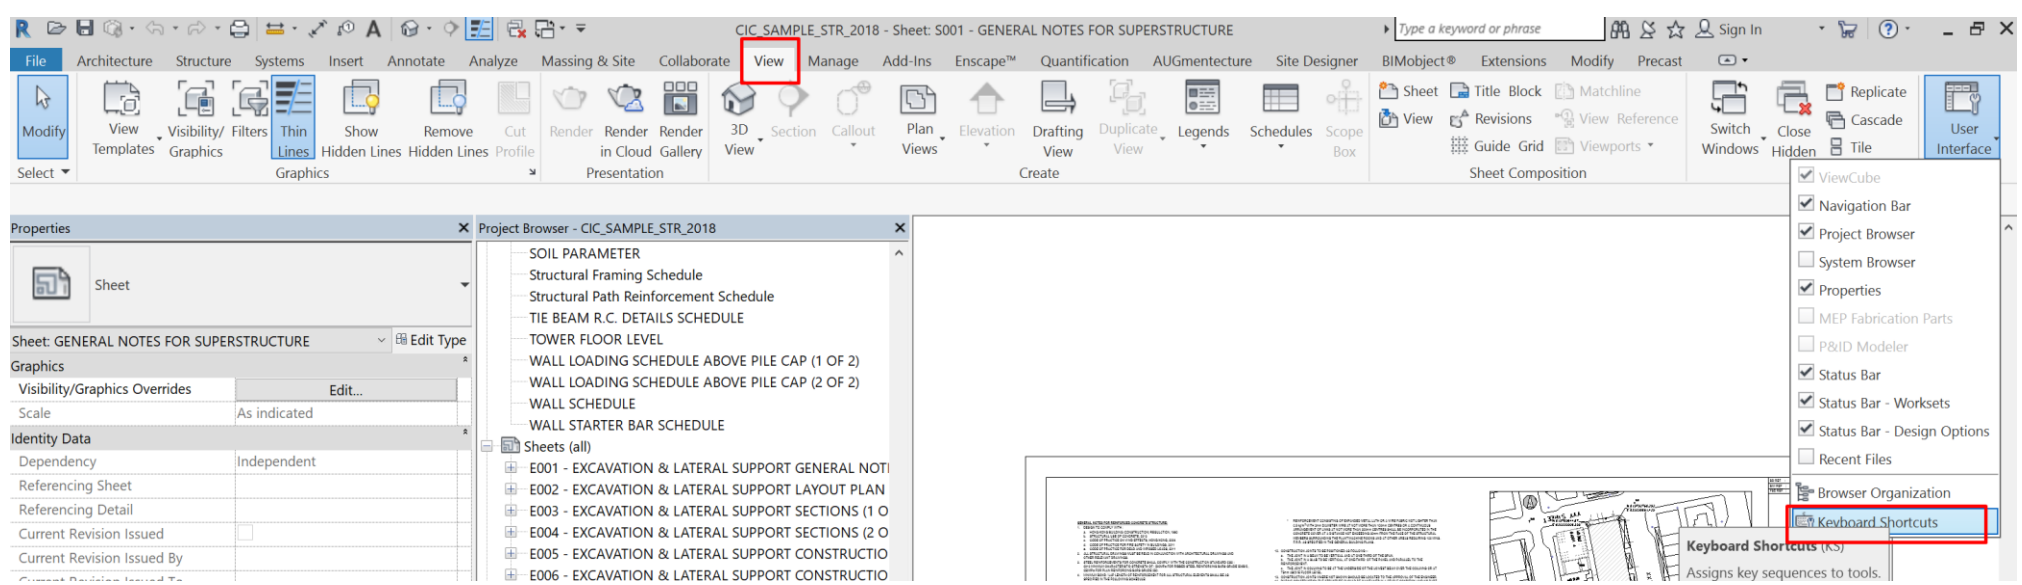 CIC_SAMPLE_STR_2018 - Sheet: S001 - GENERAL NOTES FOR SUPERSTRUCTURE
Type a keyword or phrase
Sign In
File Architecture Structure Systems Insert Annotate Analyze Massing & Site Collaborate View Manage Add-Ins Enscape™ Quantification AUGmentecture Site Designer BIMobject® Extensions Modify Precast
Modify
View Templates
Visibility/ Graphics
Filters
Thin Lines
Show Hidden Lines
Remove Hidden Lines
Cut Profile
Render
Render in Cloud
Render Gallery
3D View
Section
Callout
Plan Views
Elevation
Drafting View
Duplicate View
Legends
Schedules
Scope Box
Sheet
Title Block
Matchline
View
Revisions
View Reference
Guide Grid
Viewports
Switch Windows
Close Hidden
Replicate
Cascade
Tile
User Interface
Select
Graphics
Presentation
Create
Sheet Composition
Properties
Sheet
Sheet: GENERAL NOTES FOR SUPERSTRUCTURE
Edit Type
Graphics
Visibility/Graphics Overrides Edit...
Scale As indicated
Identity Data
Dependency Independent
Referencing Sheet
Referencing Detail
Current Revision Issued
Current Revision Issued By
Current Revision Issued To
Project Browser - CIC_SAMPLE_STR_2018
SOIL PARAMETER
Structural Framing Schedule
Structural Path Reinforcement Schedule
TIE BEAM R.C. DETAILS SCHEDULE
TOWER FLOOR LEVEL
WALL LOADING SCHEDULE ABOVE PILE CAP (1 OF 2)
WALL LOADING SCHEDULE ABOVE PILE CAP (2 OF 2)
WALL SCHEDULE
WALL STARTER BAR SCHEDULE
Sheets (all)
E001 - EXCAVATION & LATERAL SUPPORT GENERAL NOTI
E002 - EXCAVATION & LATERAL SUPPORT LAYOUT PLAN
E003 - EXCAVATION & LATERAL SUPPORT SECTIONS (1 O
E004 - EXCAVATION & LATERAL SUPPORT SECTIONS (2 O
E005 - EXCAVATION & LATERAL SUPPORT CONSTRUCTIO
E006 - EXCAVATION & LATERAL SUPPORT CONSTRUCTIO
ViewCube
Navigation Bar
Project Browser
System Browser
Properties
MEP Fabrication Parts
P&ID Modeler
Status Bar
Status Bar - Worksets
Status Bar - Design Options
Recent Files
Browser Organization
Keyboard Shortcuts
Keyboard Shortcuts (KS)
Assigns key sequences to tools.